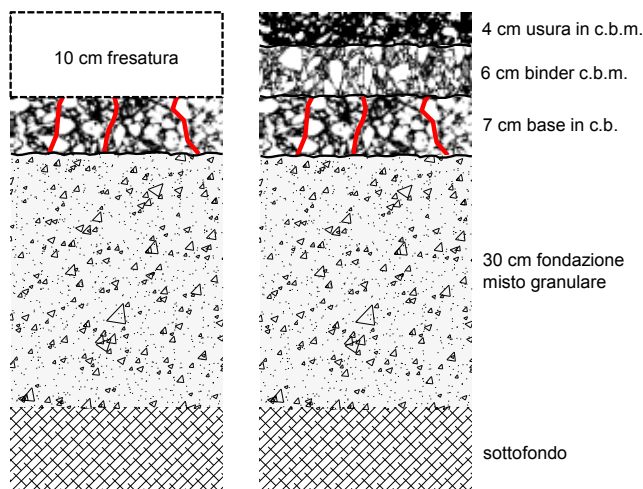 10 cm fresatura
4 cm usura in c.b.m.
6 cm binder c.b.m.
7 cm base in c.b.
30 cm fondazione
misto granulare
sottofondo